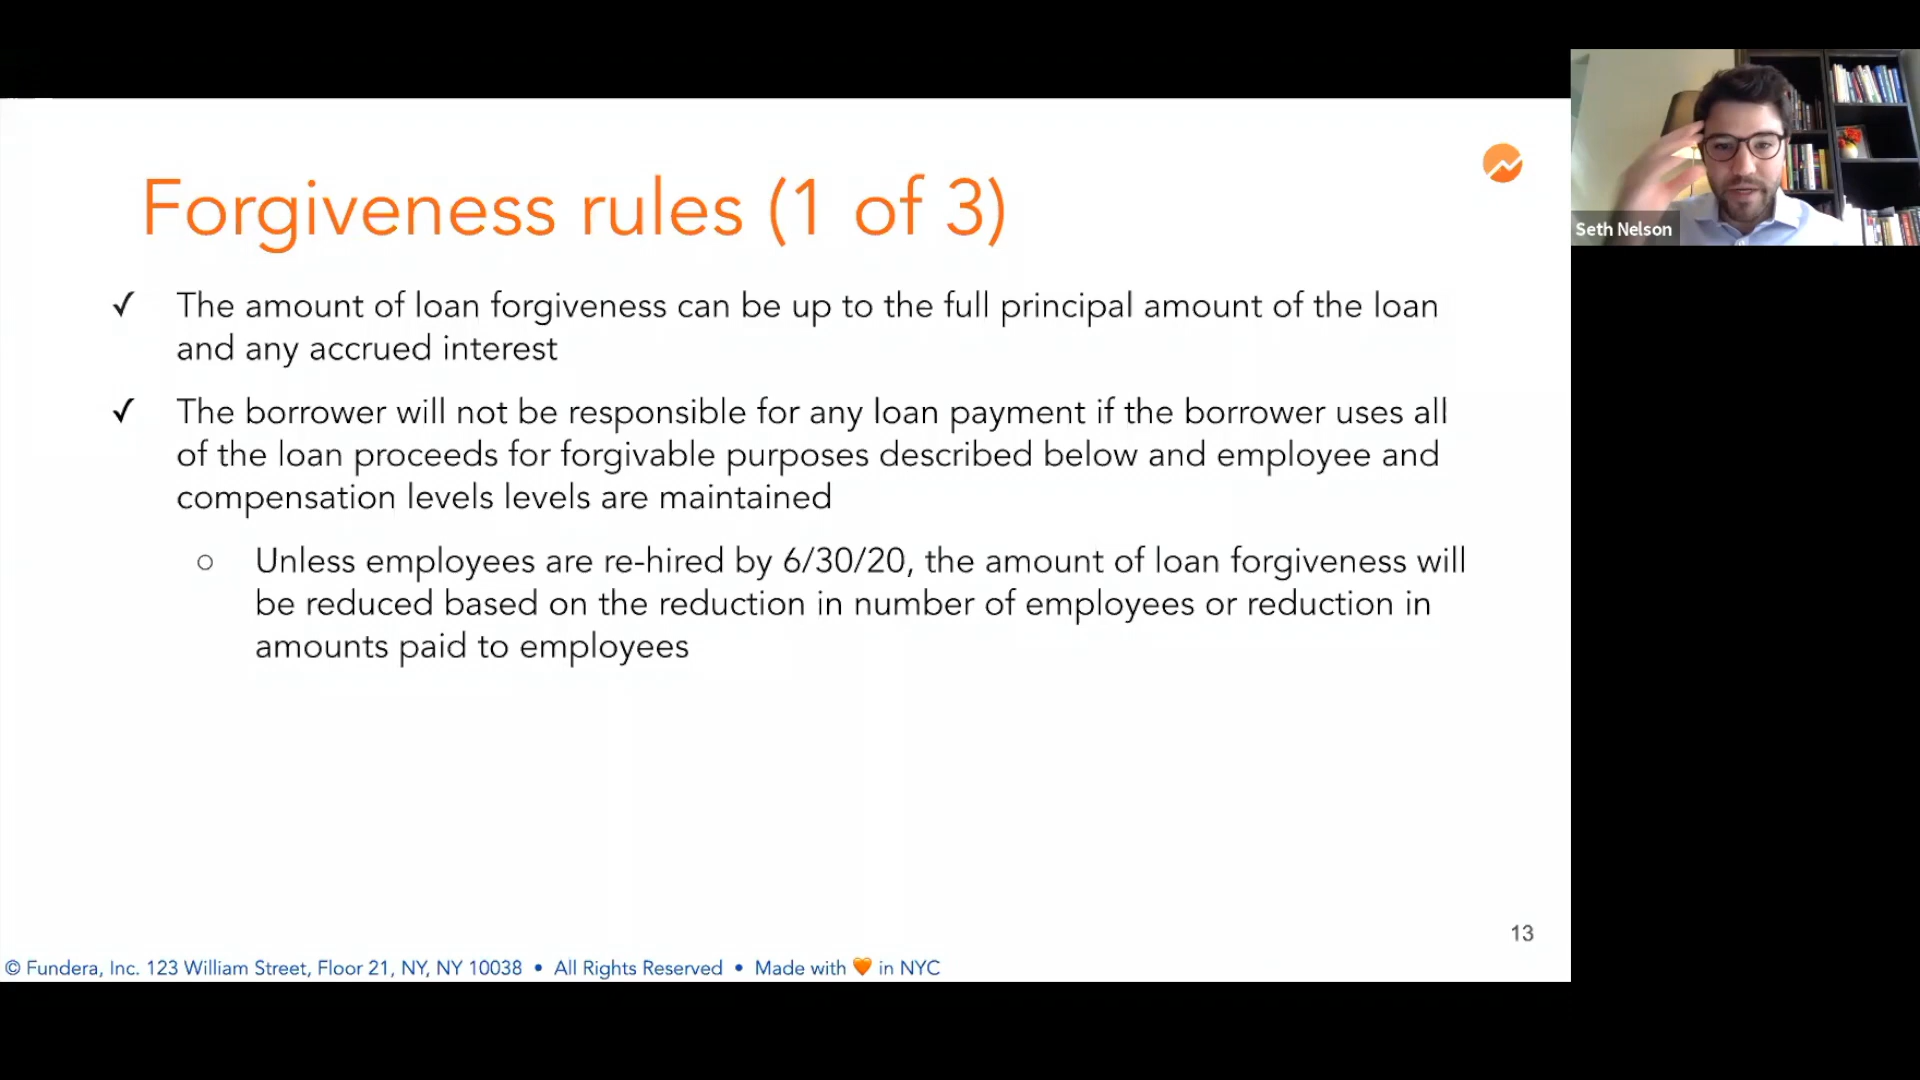 Forgiveness rules (1 of 3)
✓ The amount of loan forgiveness can be up to the full principal amount of the loan
and any accrued interest
✓ The borrower will not be responsible for any loan payment if the borrower uses all
of the loan proceeds for forgivable purposes described below and employee and
compensation levels levels are maintained
○ Unless employees are re-hired by 6/30/20, the amount of loan forgiveness will
be reduced based on the reduction in number of employees or reduction in
amounts paid to employees
13
© Fundera, Inc. 123 William Street, Floor 21, NY, NY 10038 • All Rights Reserved • Made with 🧡 in NYC
Seth Nelson